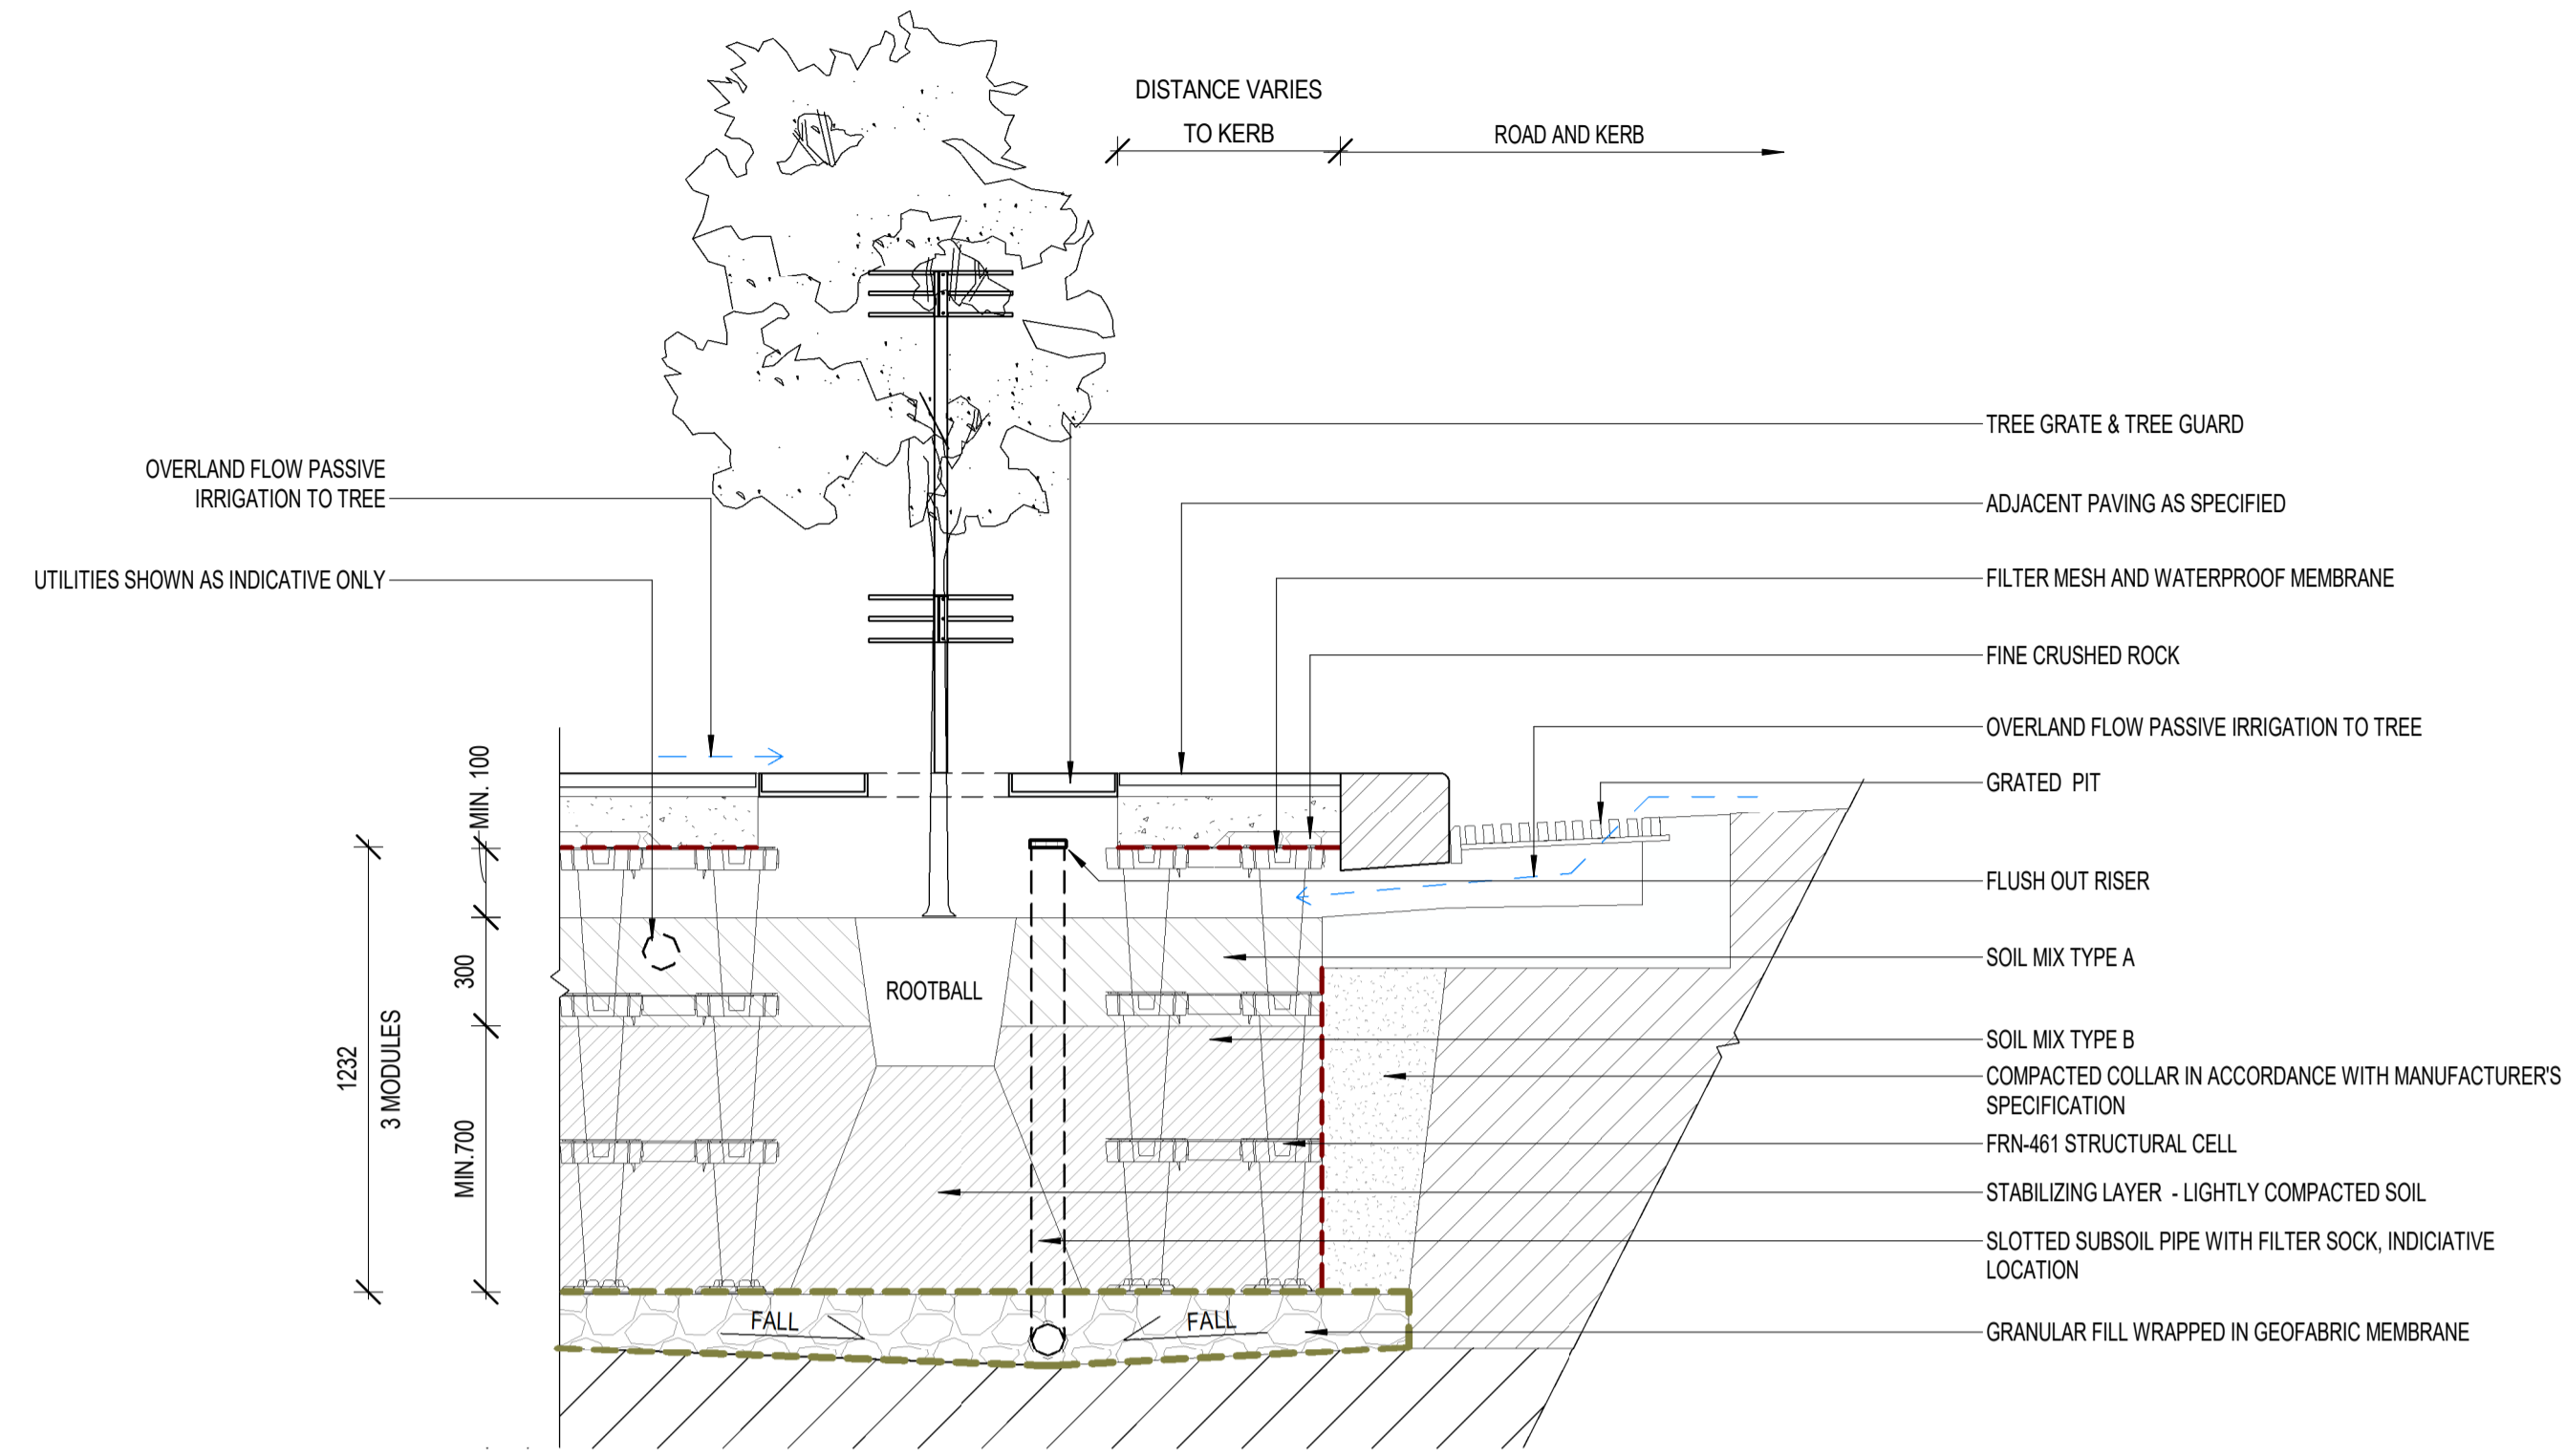 DISTANCE VARIES
TO KERB
ROAD AND KERB
OVERLAND FLOW PASSIVE
IRRIGATION TO TREE
UTILITIES SHOWN AS INDICATIVE ONLY
TREE GRATE & TREE GUARD
ADJACENT PAVING AS SPECIFIED
FILTER MESH AND WATERPROOF MEMBRANE
FINE CRUSHED ROCK
OVERLAND FLOW PASSIVE IRRIGATION TO TREE
GRATED PIT
FLUSH OUT RISER
SOIL MIX TYPE A
SOIL MIX TYPE B
COMPACTED COLLAR IN ACCORDANCE WITH MANUFACTURER'S
SPECIFICATION
FRN-461 STRUCTURAL CELL
STABILIZING LAYER - LIGHTLY COMPACTED SOIL
SLOTTED SUBSOIL PIPE WITH FILTER SOCK, INDICIATIVE
LOCATION
GRANULAR FILL WRAPPED IN GEOFABRIC MEMBRANE
MIN. 100
300
MIN.700
1232
3 MODULES
ROOTBALL
FALL
FALL